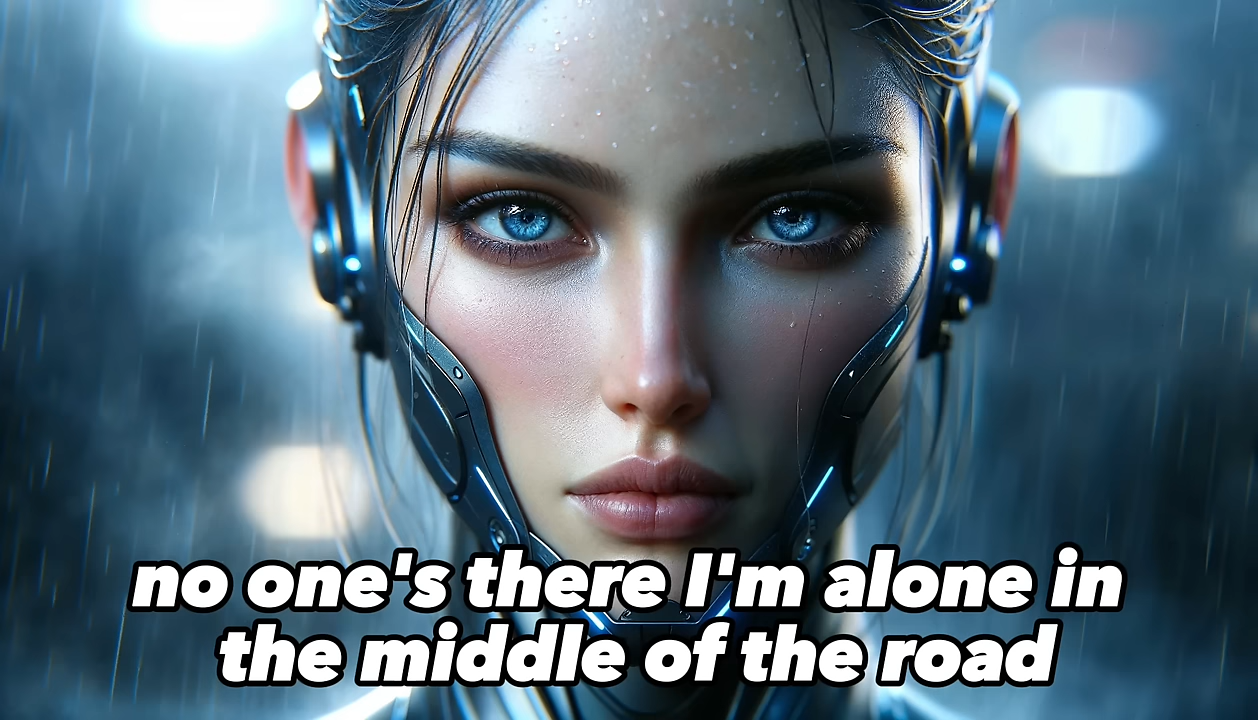 no one's there I'm alone in
the middle of the road